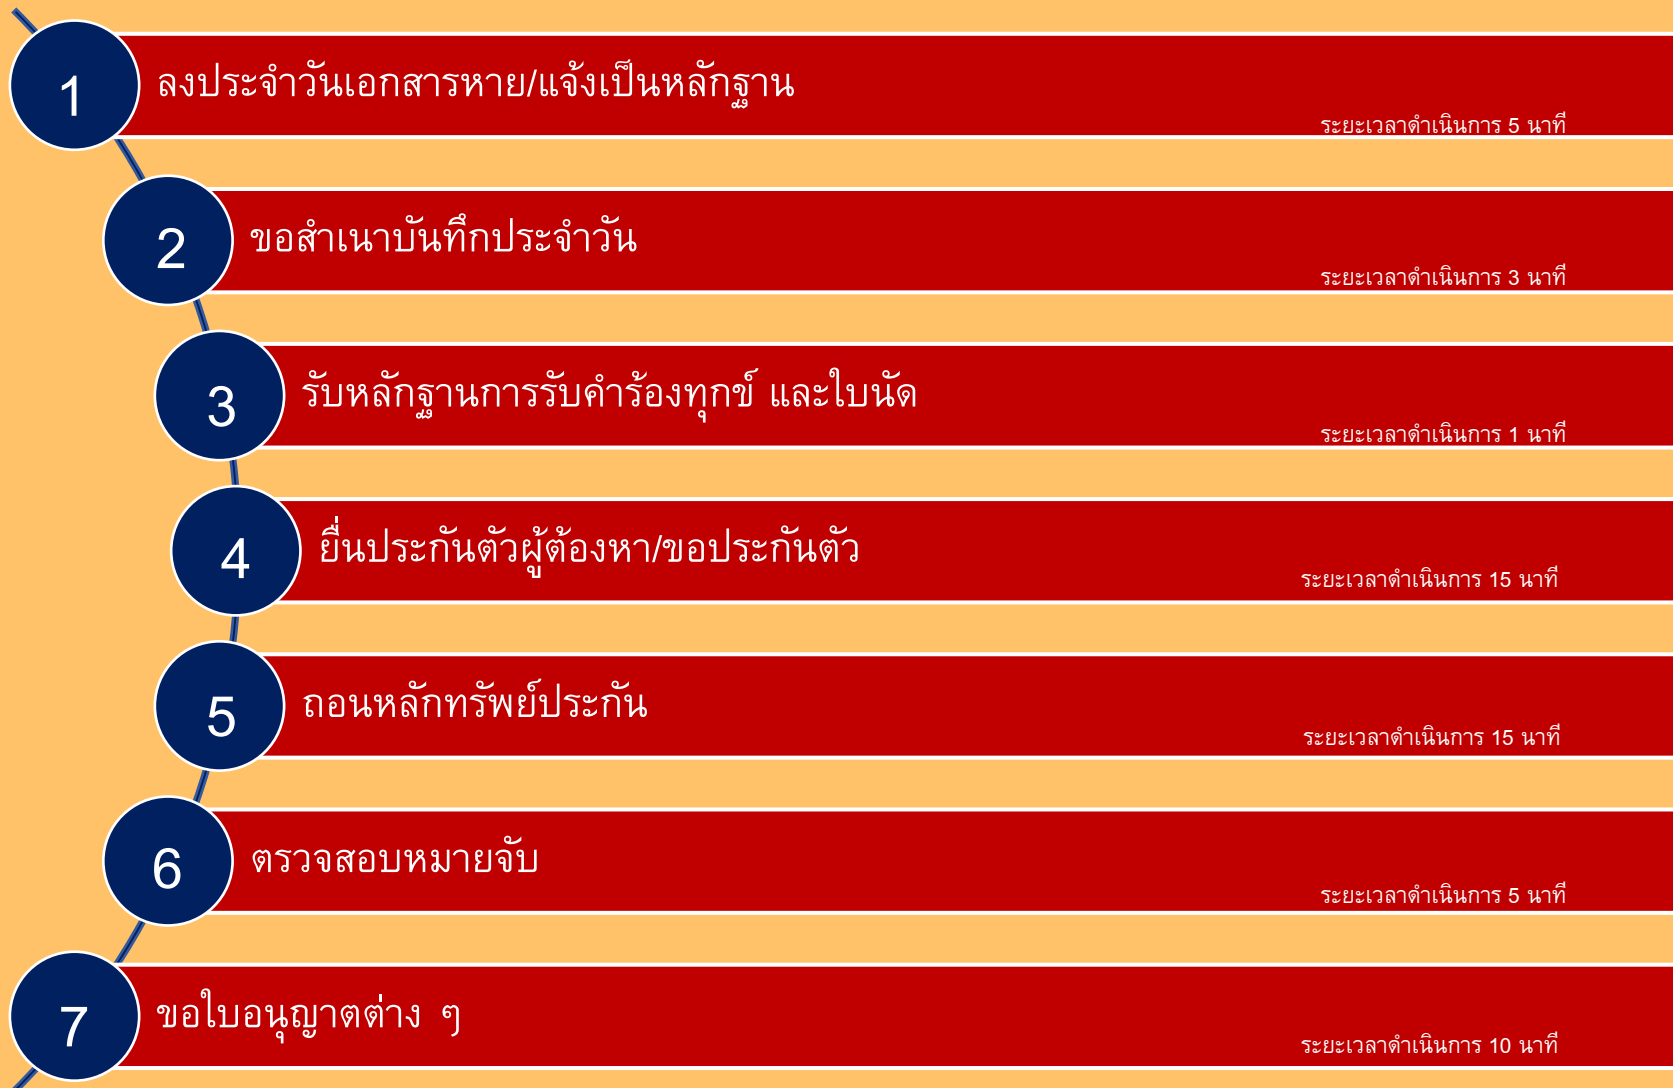 1
ลงประจำวันเอกสารหาย/แจ้งเป็นหลักฐาน
ระยะเวลาดำเนินการ 5 นาที
2
ขอสำเนาบันทึกประจำวัน
ระยะเวลาดำเนินการ 3 นาที
3
รับหลักฐานการรับคำร้องทุกข์ และใบนัด
ระยะเวลาดำเนินการ 1 นาที
4
ยื่นประกันตัวผู้ต้องหา/ขอประกันตัว
ระยะเวลาดำเนินการ 15 นาที
5
ถอนหลักทรัพย์ประกัน
ระยะเวลาดำเนินการ 15 นาที
6
ตรวจสอบหมายจับ
ระยะเวลาดำเนินการ 5 นาที
7
ขอใบอนุญาตต่าง ๆ
ระยะเวลาดำเนินการ 10 นาที